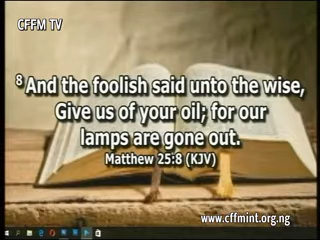 CFFM TV
8 And the foolish said unto the wise,
Give us of your oil; for our
lamps are gone out.
Matthew 25:8 (KJV)
www.cffmint.org.ng